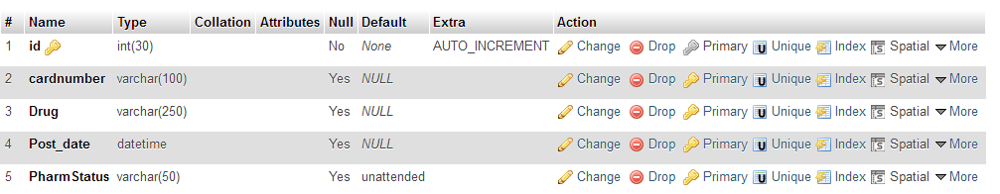 # Name Type Collation Attributes Null Default Extra Action
1 id int(30) No None AUTO_INCREMENT Change Drop Primary Unique Index Spatial More
2 cardnumber varchar(100) Yes NULL Change Drop Primary Unique Index Spatial More
3 Drug varchar(250) Yes NULL Change Drop Primary Unique Index Spatial More
4 Post_date datetime Yes NULL Change Drop Primary Unique Index Spatial More
5 PharmStatus varchar(50) Yes unattended Change Drop Primary Unique Index Spatial More